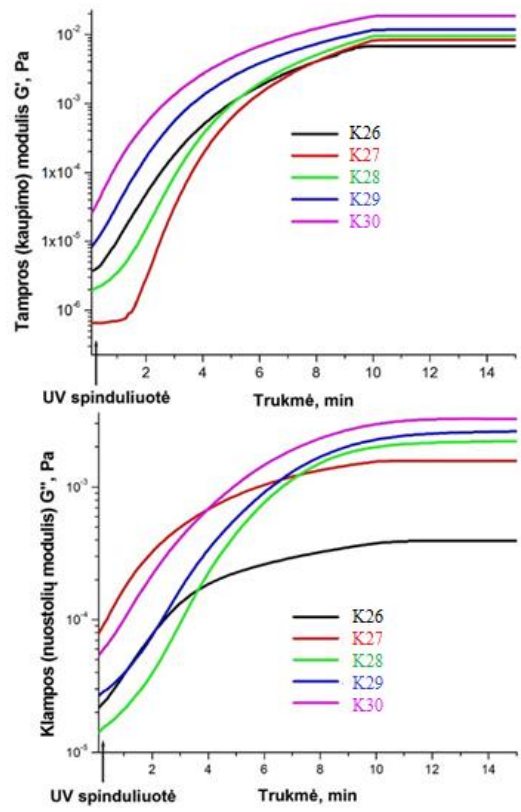 Tampros (kaupimo) modulis G', Pa
10⁻²
10⁻³
1x10⁻⁴
1x10⁻⁵
10⁻⁶
K26
K27
K28
K29
K30
2 4 6 8 10 12 14
UV spinduliuotė Trukmė, min
Klampos (nuostolių modulis) G'', Pa
10⁻³
10⁻⁴
10⁻⁵
K26
K27
K28
K29
K30
2 4 6 8 10 12 14
UV spinduliuotė Trukmė, min